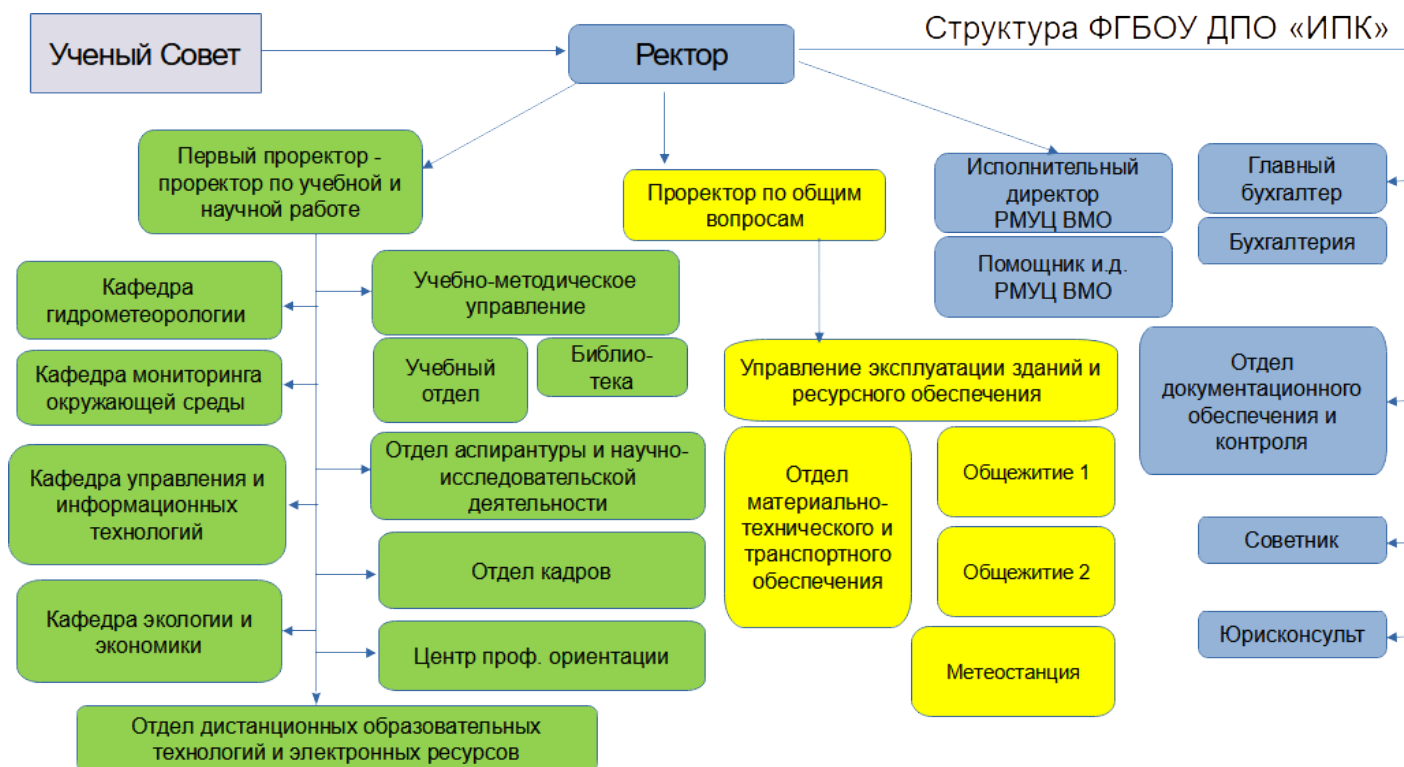 Структура ФГБОУ ДПО «ИПК»
Ученый Совет
Ректор
Первый проректор -
проректор по учебной и
научной работе
Проректор по общим
вопросам
Исполнительный
директор
РМУЦ ВМО
Помощник и.д.
РМУЦ ВМО
Главный
бухгалтер
Бухгалтерия
Кафедра
гидрометеорологии
Кафедра мониторинга
окружающей среды
Кафедра управления и
информационных
технологий
Кафедра экологии и
экономики
Учебно-методическое
управление
Учебный
отдел
Библио-
тека
Отдел аспирантуры и научно-
исследовательской
деятельности
Отдел кадров
Центр проф. ориентации
Отдел дистанционных образовательных
технологий и электронных ресурсов
Управление эксплуатации зданий и
ресурсного обеспечения
Отдел
материально-
технического и
транспортного
обеспечения
Общежитие 1
Общежитие 2
Метеостанция
Отдел
документационного
обеспечения и
контроля
Советник
Юрисконсульт